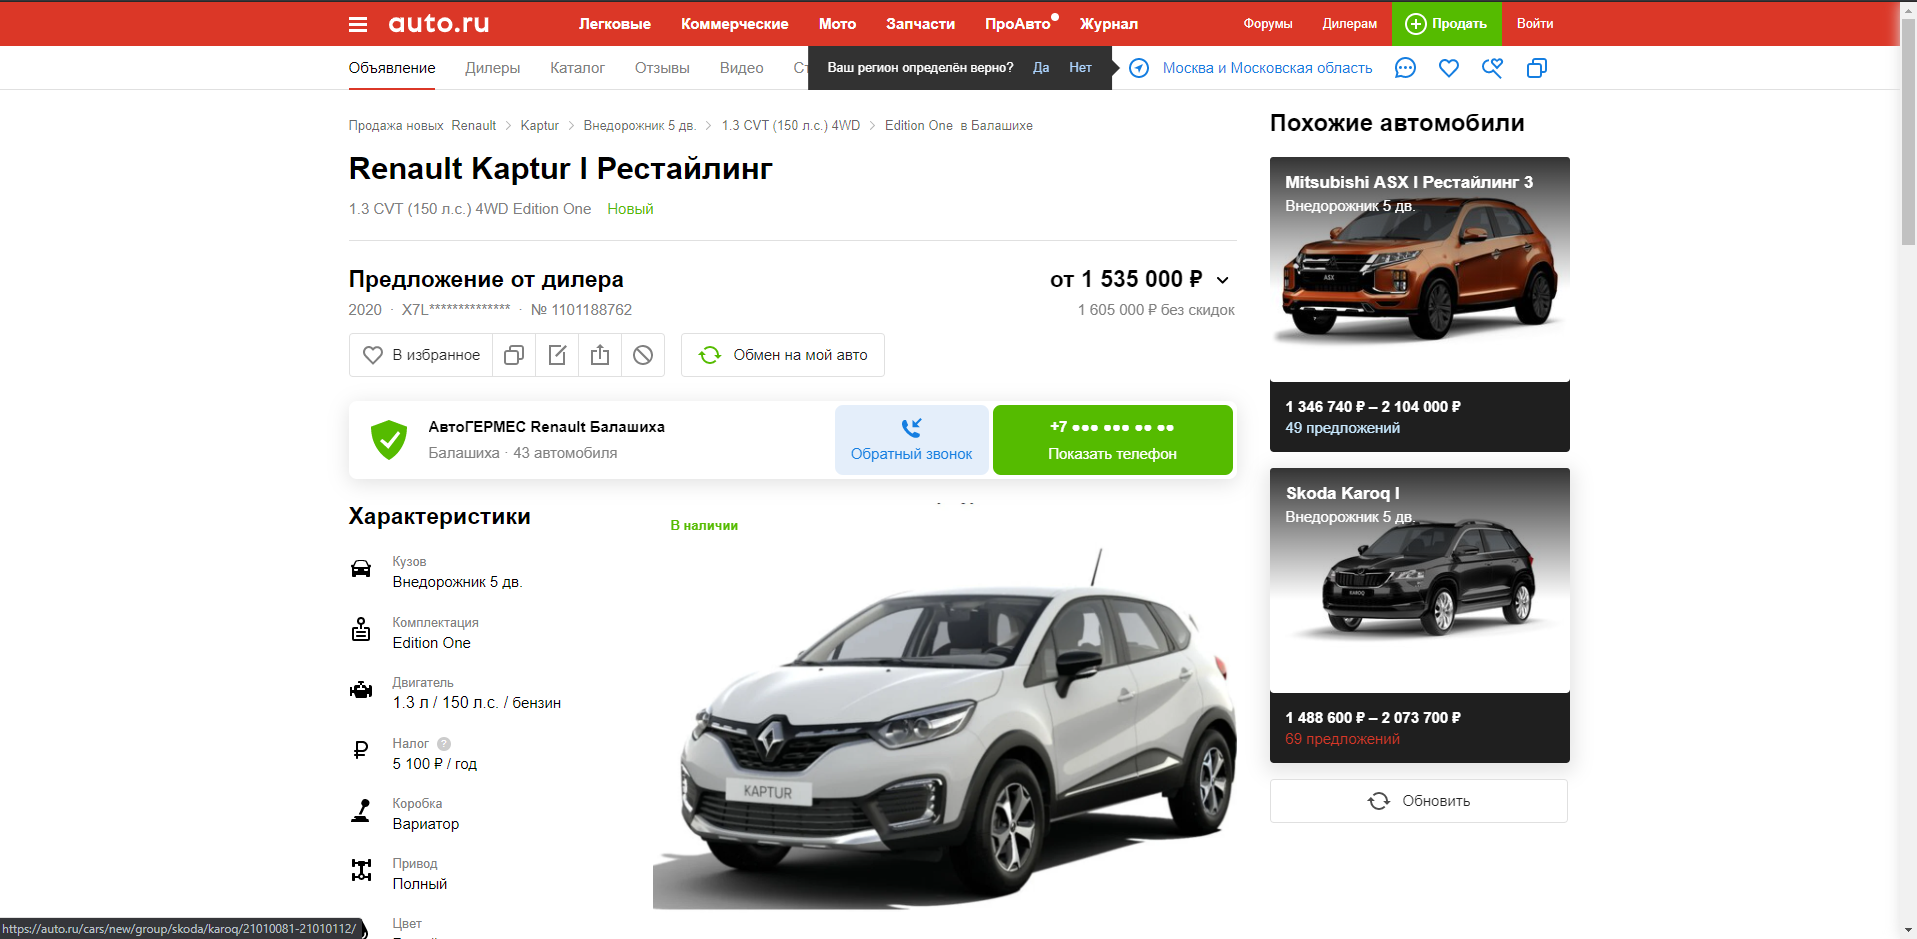 auto.ru
Легковые Коммерческие Мото Запчасти ПроАвто Журнал
Форумы Дилерам Продать Войти
Объявление Дилеры Каталог Отзывы Видео
Ваш регион определён верно? Да Нет
Москва и Московская область
Продажа новых Renault Kaptur Внедорожник 5 дв. 1.3 CVT (150 л.с.) 4WD Edition One в Балашихе
Renault Kaptur I Рестайлинг
1.3 CVT (150 л.с.) 4WD Edition One Новый
Предложение от дилера
от 1 535 000 ₽
2020 · X7L************** · № 1101188762
1 605 000 ₽ без скидок
В избранное
Обмен на мой авто
АвтоГЕРМЕС Renault Балашиха
Балашиха · 43 автомобиля
Обратный звонок
+7 ●●● ●●● ●● ●●
Показать телефон
Характеристики
В наличии
Кузов
Внедорожник 5 дв.
Комплектация
Edition One
Двигатель
1.3 л / 150 л.с. / бензин
Налог ?
5 100 ₽ / год
Коробка
Вариатор
Привод
Полный
Цвет
KAPTUR
Похожие автомобили
Mitsubishi ASX I Рестайлинг 3
Внедорожник 5 дв.
ASX
1 346 740 ₽ – 2 104 000 ₽
49 предложений
Skoda Karoq I
Внедорожник 5 дв.
KAROQ
1 488 600 ₽ – 2 073 700 ₽
69 предложений
Обновить
https://auto.ru/cars/new/group/skoda/karoq/21010081-21010112/